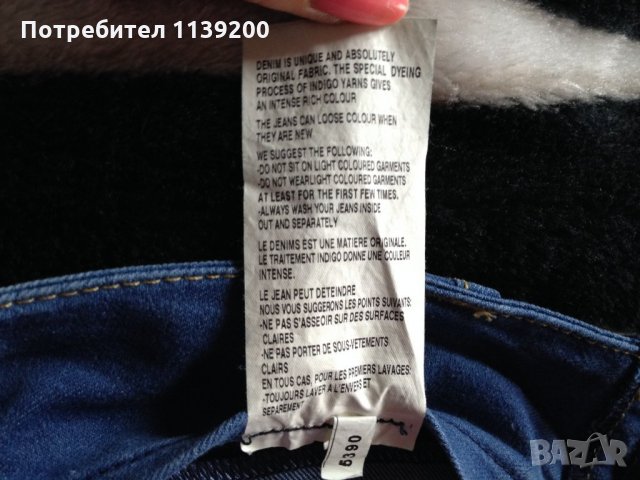 Потребител 1139200
DENIM IS UNIQUE AND ABSOLUTELY
ORIGINAL FABRIC. THE SPECIAL DYEING
PROCESS OF INDIGO YARNS GIVES
AN INTENSE RICH COLOUR
THE JEANS CAN LOOSE COLOUR WHEN
THEY ARE NEW
WE SUGGEST THE FOLLOWING:
-DO NOT SIT ON LIGHT COLOURED GARMENTS
-DO NOT WEARLIGHT COLOURED GARMENTS
AT LEAST FOR THE FIRST FEW TIMES.
-ALWAYS WASH YOUR JEANS INSIDE
OUT AND SEPARATELY
LE DENIMS EST UNE MATIERE ORIGINALE.
LE TRAITEMENT INDIGO DONNE UNE COULEUR
INTENSE.
LE JEAN PEUT DETEINDRE
NOUS VOUS SUGGERONS LES POINTS SUIVANTS:
-NE PAS S'ASSEOIR SUR DES SURFACES
CLAIRES
-NE PAS PORTER DE SOUS-VETEMENTS
CLAIRS
EN TOUS CAS, POUR LES PREMIERS LAVAGES:
-TOUJOURS LAVER A L'ENVERS ET
SEPAREMENT
6390
BAZAR